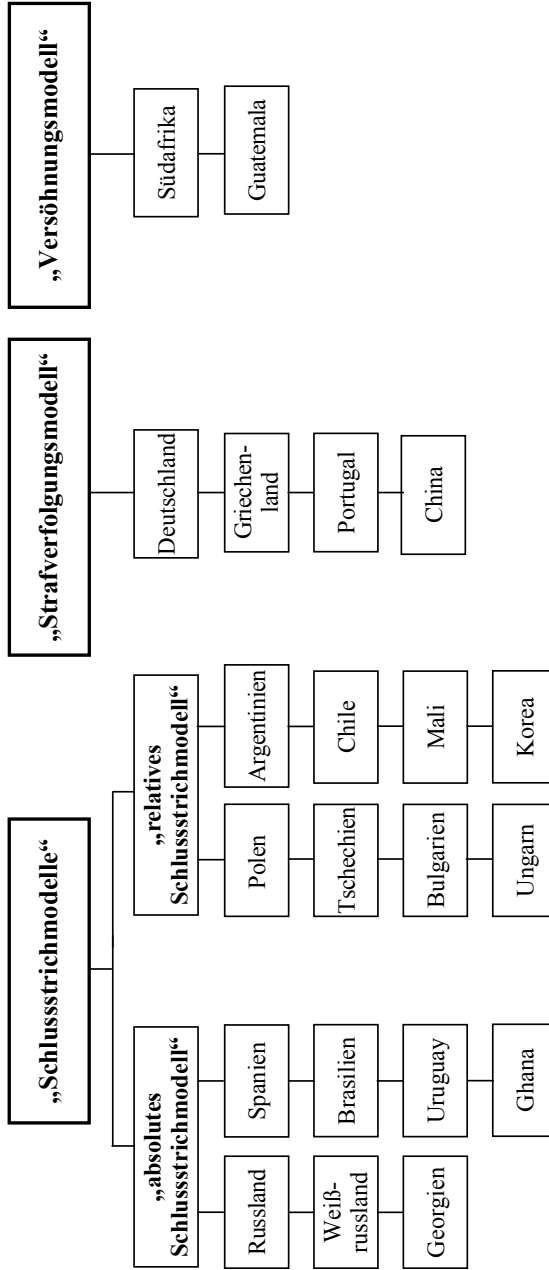 „Schlussstrichmodelle“
„absolutes
Schlussstrichmodell“
Russland
Weiß-
russland
Georgien
Spanien
Brasilien
Uruguay
Ghana
„relatives
Schlussstrichmodell“
Polen
Tschechien
Bulgarien
Ungarn
Argentinien
Chile
Mali
Korea
„Strafverfolgungsmodell“
Deutschland
Griechen-
land
Portugal
China
„Versöhnungsmodell“
Südafrika
Guatemala